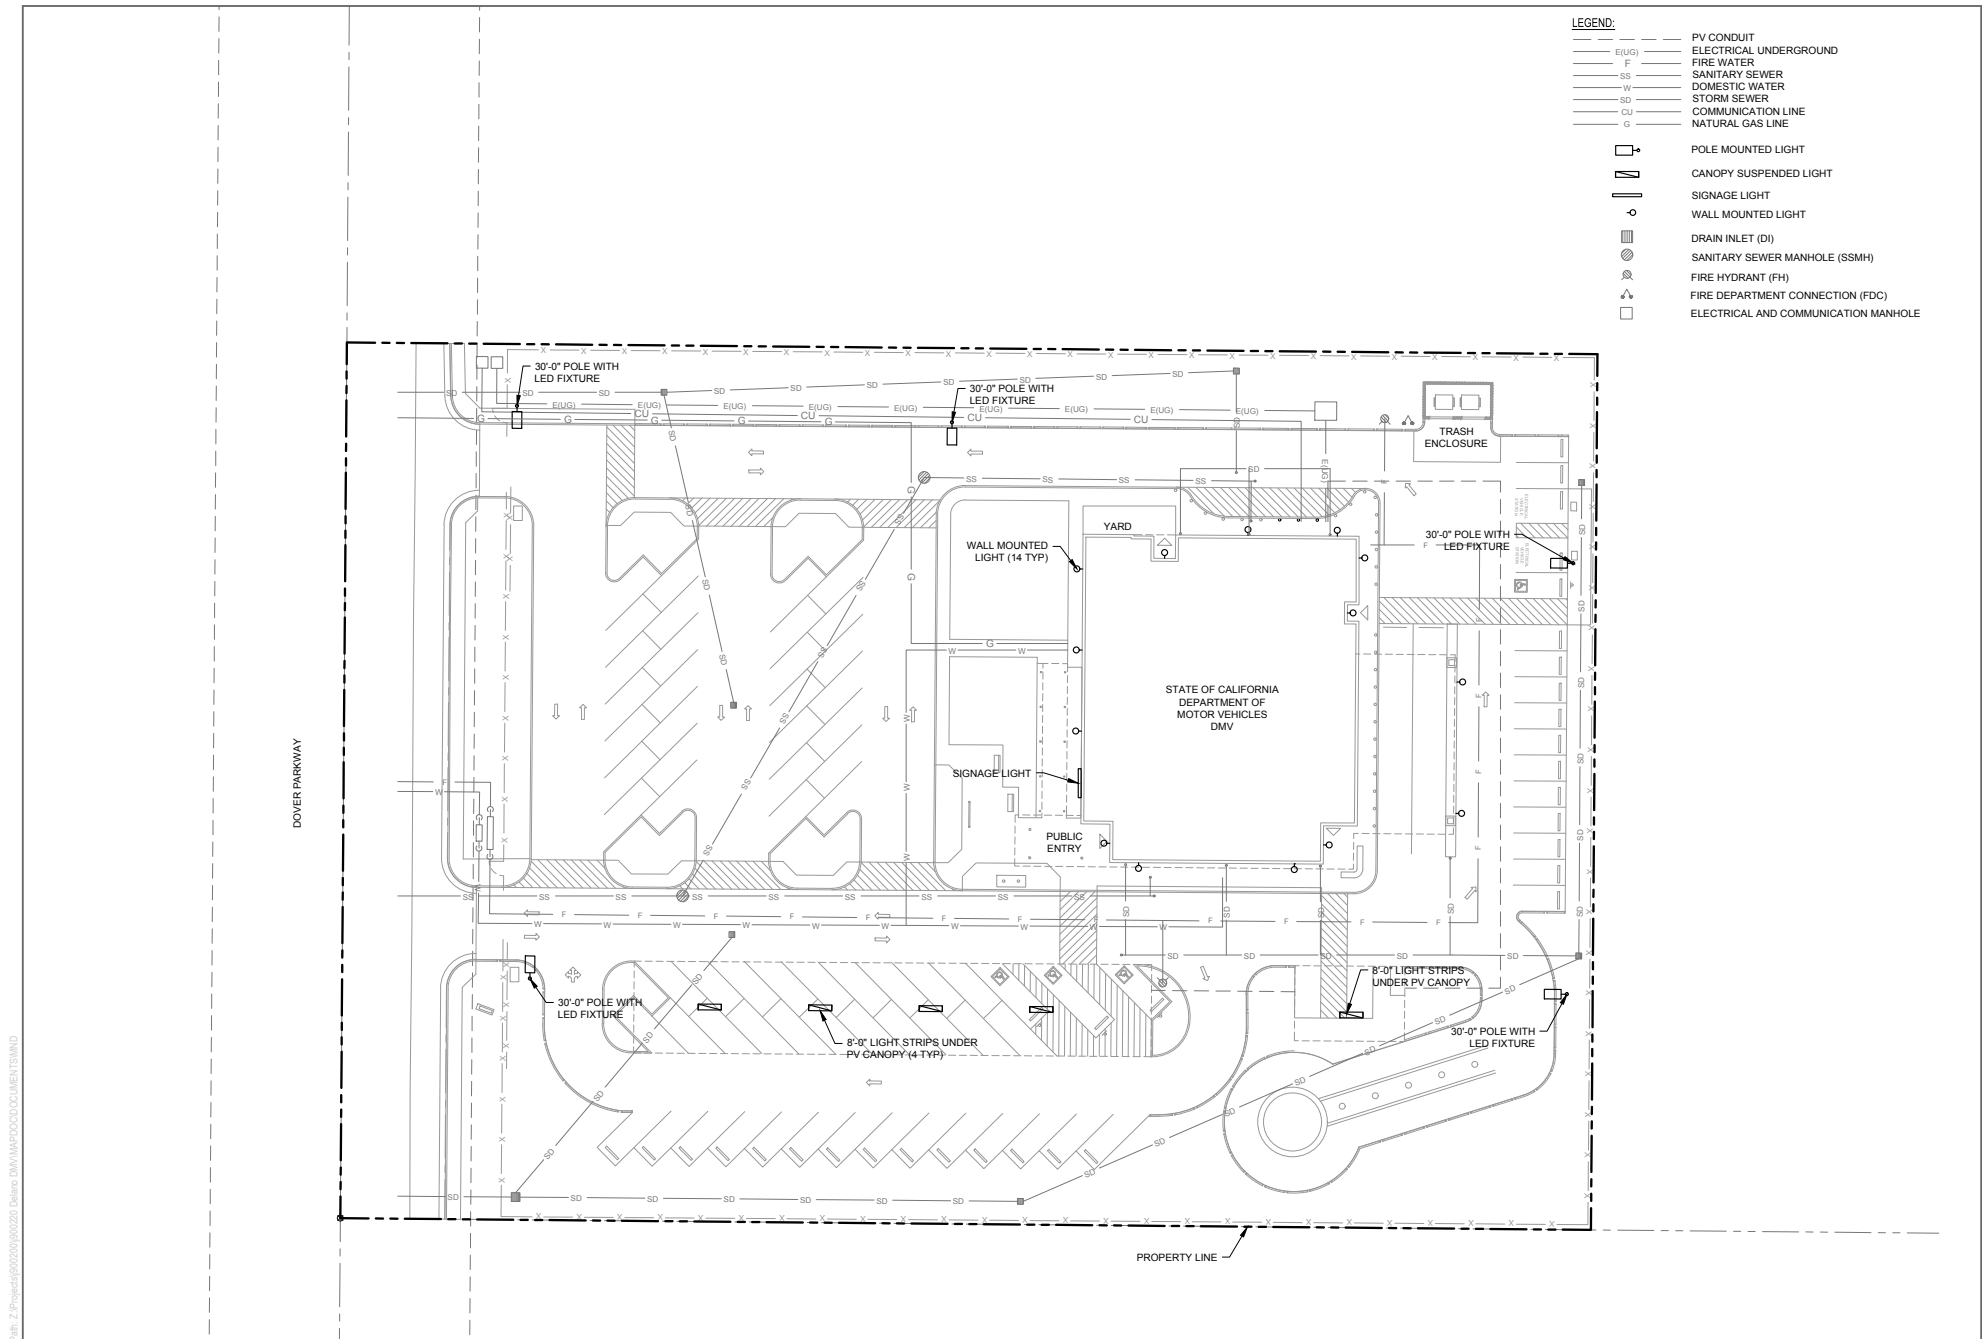 LEGEND:
PV CONDUIT
E(UG) ELECTRICAL UNDERGROUND
F FIRE WATER
SS SANITARY SEWER
W DOMESTIC WATER
SD STORM SEWER
CU COMMUNICATION LINE
G NATURAL GAS LINE
POLE MOUNTED LIGHT
CANOPY SUSPENDED LIGHT
SIGNAGE LIGHT
WALL MOUNTED LIGHT
DRAIN INLET (DI)
SANITARY SEWER MANHOLE (SSMH)
FIRE HYDRANT (FH)
FIRE DEPARTMENT CONNECTION (FDC)
ELECTRICAL AND COMMUNICATION MANHOLE
30'-0" POLE WITH
LED FIXTURE
30'-0" POLE WITH
LED FIXTURE
TRASH
ENCLOSURE
YARD
WALL MOUNTED
LIGHT (14 TYP)
30'-0" POLE WITH
LED FIXTURE
STATE OF CALIFORNIA
DEPARTMENT OF
MOTOR VEHICLES
DMV
DOVER PARKWAY
SIGNAGE LIGHT
PUBLIC
ENTRY
30'-0" POLE WITH
LED FIXTURE
8'-0" LIGHT STRIPS
UNDER PV CANOPY
8'-0" LIGHT STRIPS UNDER
PV CANOPY (4 TYP)
30'-0" POLE WITH
LED FIXTURE
PROPERTY LINE